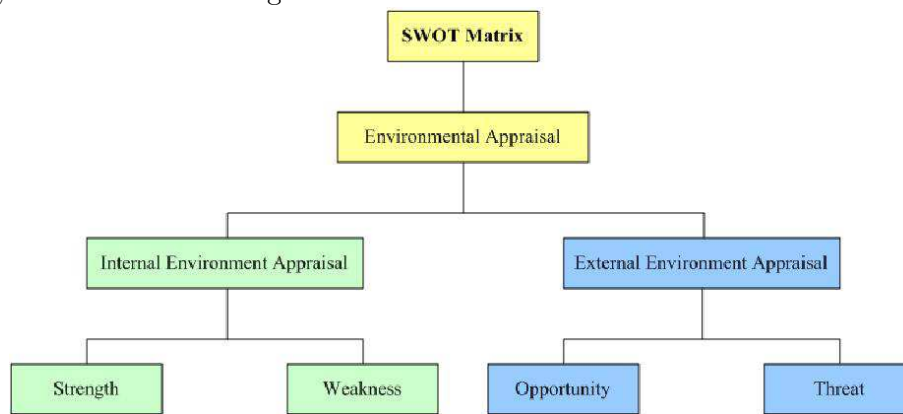 SWOT Matrix
Environmental Appraisal
Internal Environment Appraisal
External Environment Appraisal
Strength
Weakness
Opportunity
Threat